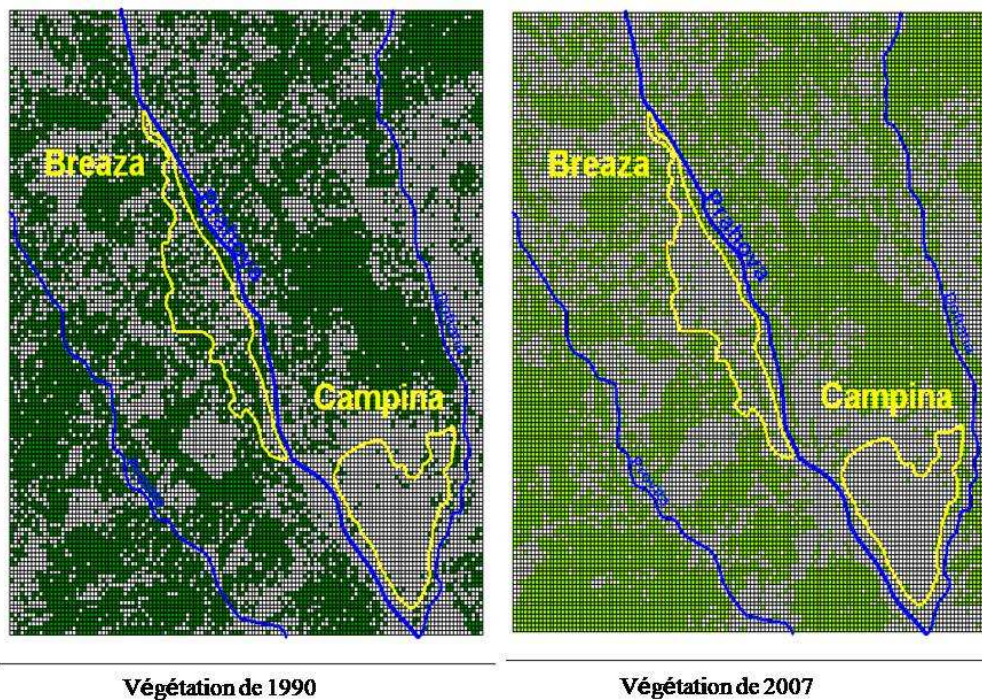 Breaza
Prahova
Campina
Breaza
Prahova
Campina
Végétation de 1990
Végétation de 2007